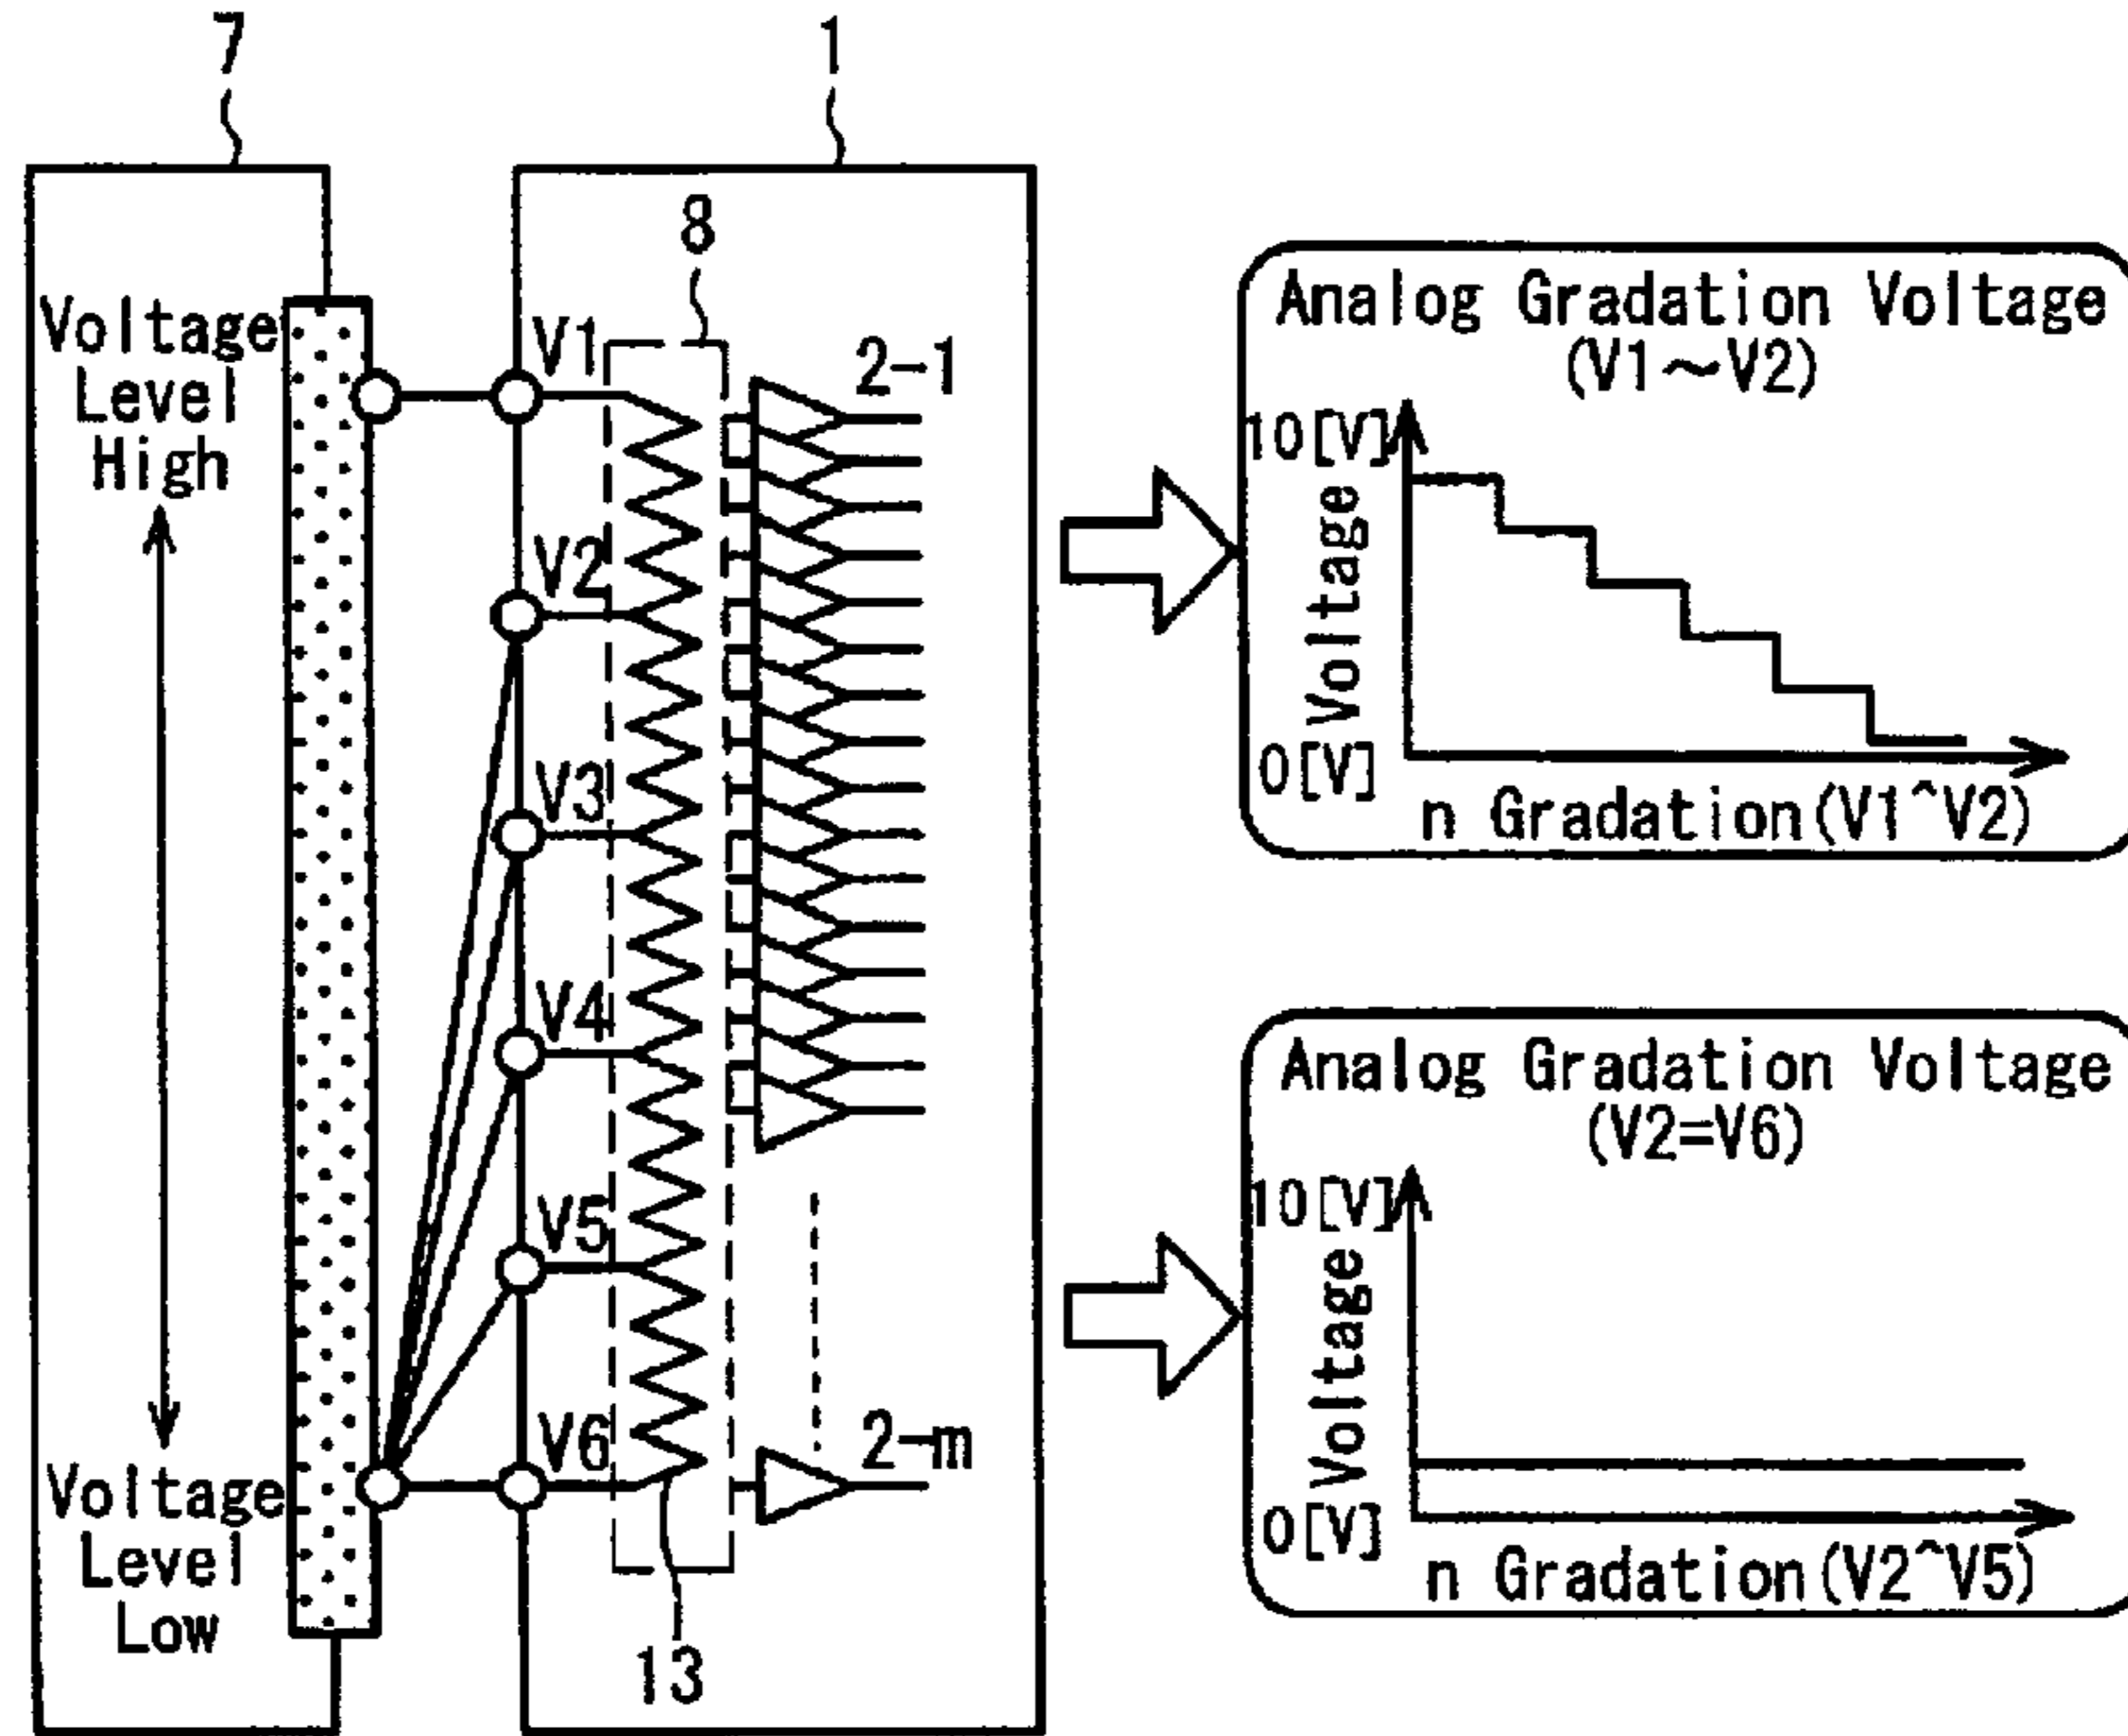 7
1
8
Voltage
Level
High
V1
2-1
V2
V3
V4
V5
V6
2-m
Voltage
Level
Low
13
Analog Gradation Voltage
(V1~V2)
10[V]
Voltage
0[V]
n Gradation(V1^V2)
Analog Gradation Voltage
(V2=V6)
10[V]
Voltage
0[V]
n Gradation(V2^V5)